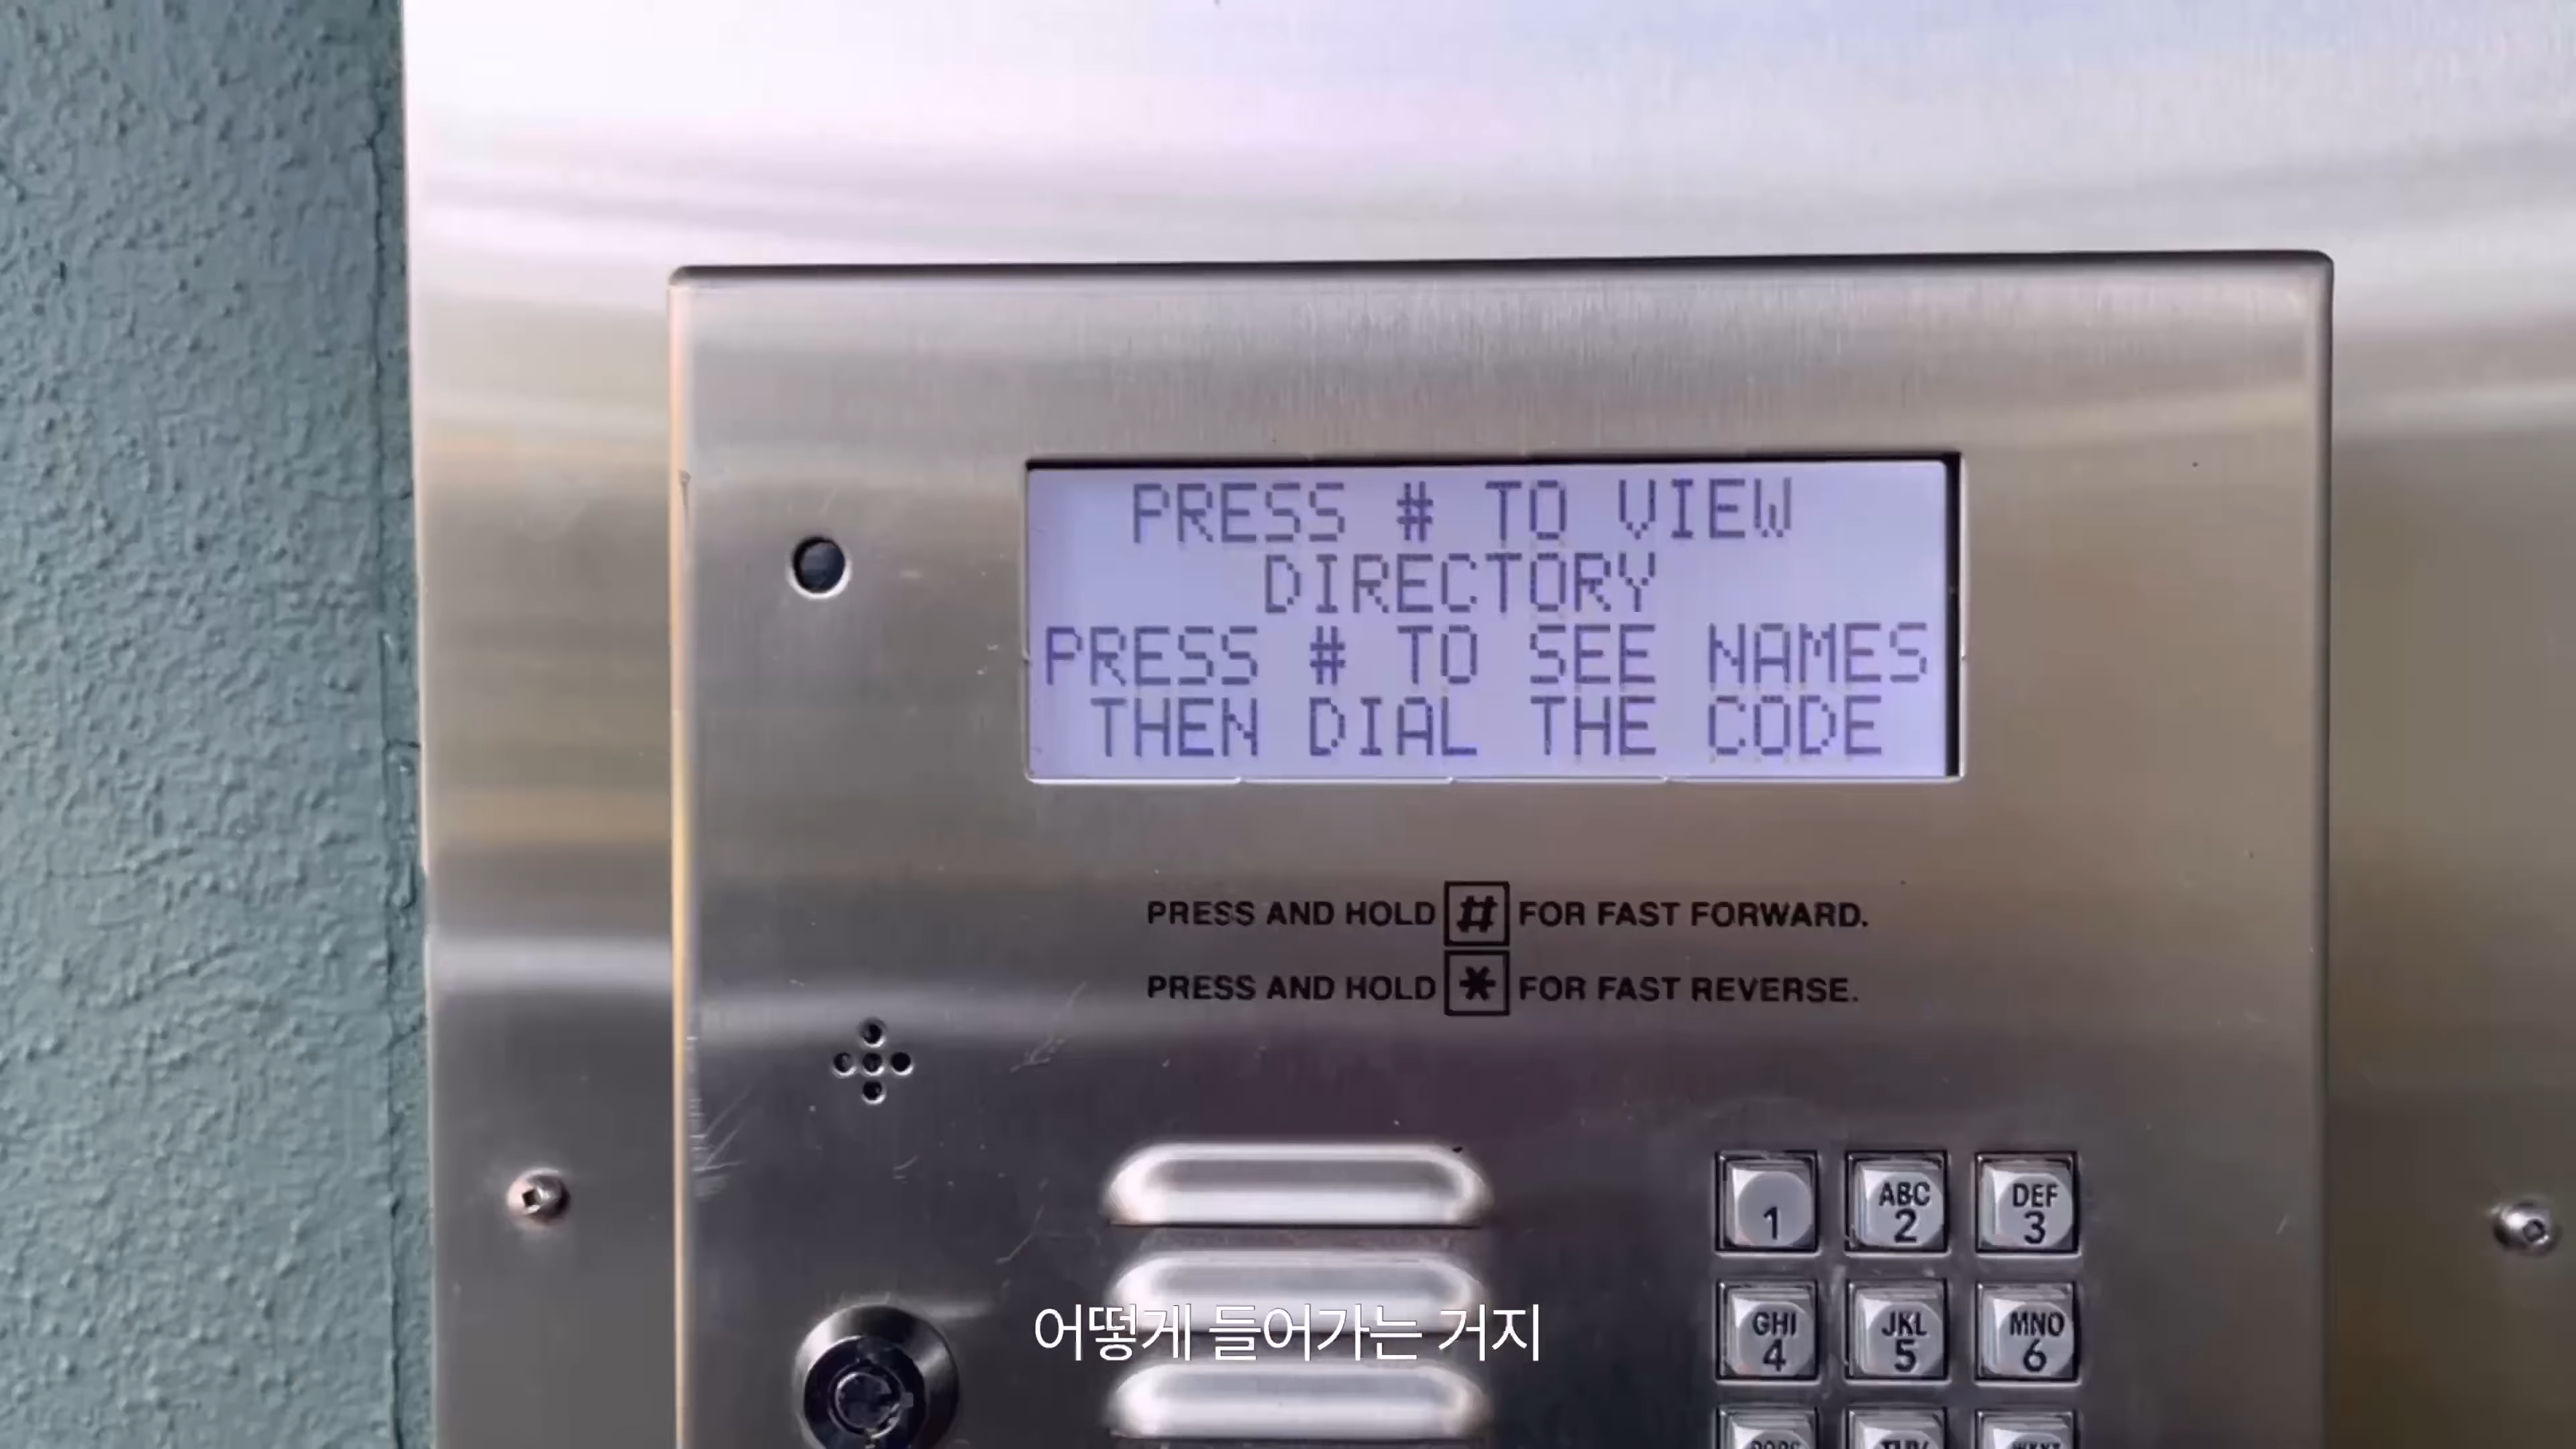 PRESS # TO VIEW
DIRECTORY
PRESS # TO SEE NAMES
THEN DIAL THE CODE
PRESS AND HOLD # FOR FAST FORWARD.
PRESS AND HOLD * FOR FAST REVERSE.
1
ABC
2
DEF
3
GHI
4
JKL
5
MNO
6
어떻게 들어가는 거지